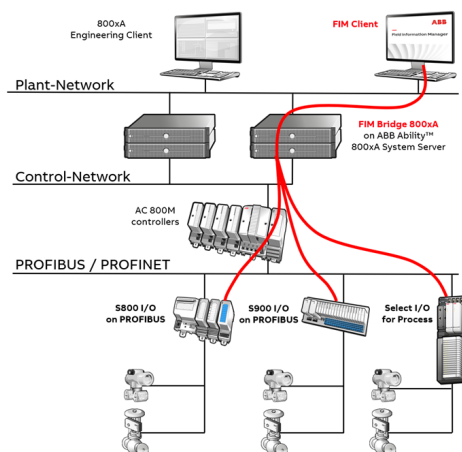 800xA
Engineering Client
FIM Client
ABB
Field Information Manager
Plant-Network
FIM Bridge 800xA
on ABB Ability™
800xA System Server
Control-Network
AC 800M
controllers
PROFIBUS / PROFINET
S800 I/O
on PROFIBUS
S900 I/O
on PROFIBUS
Select I/O
for Process